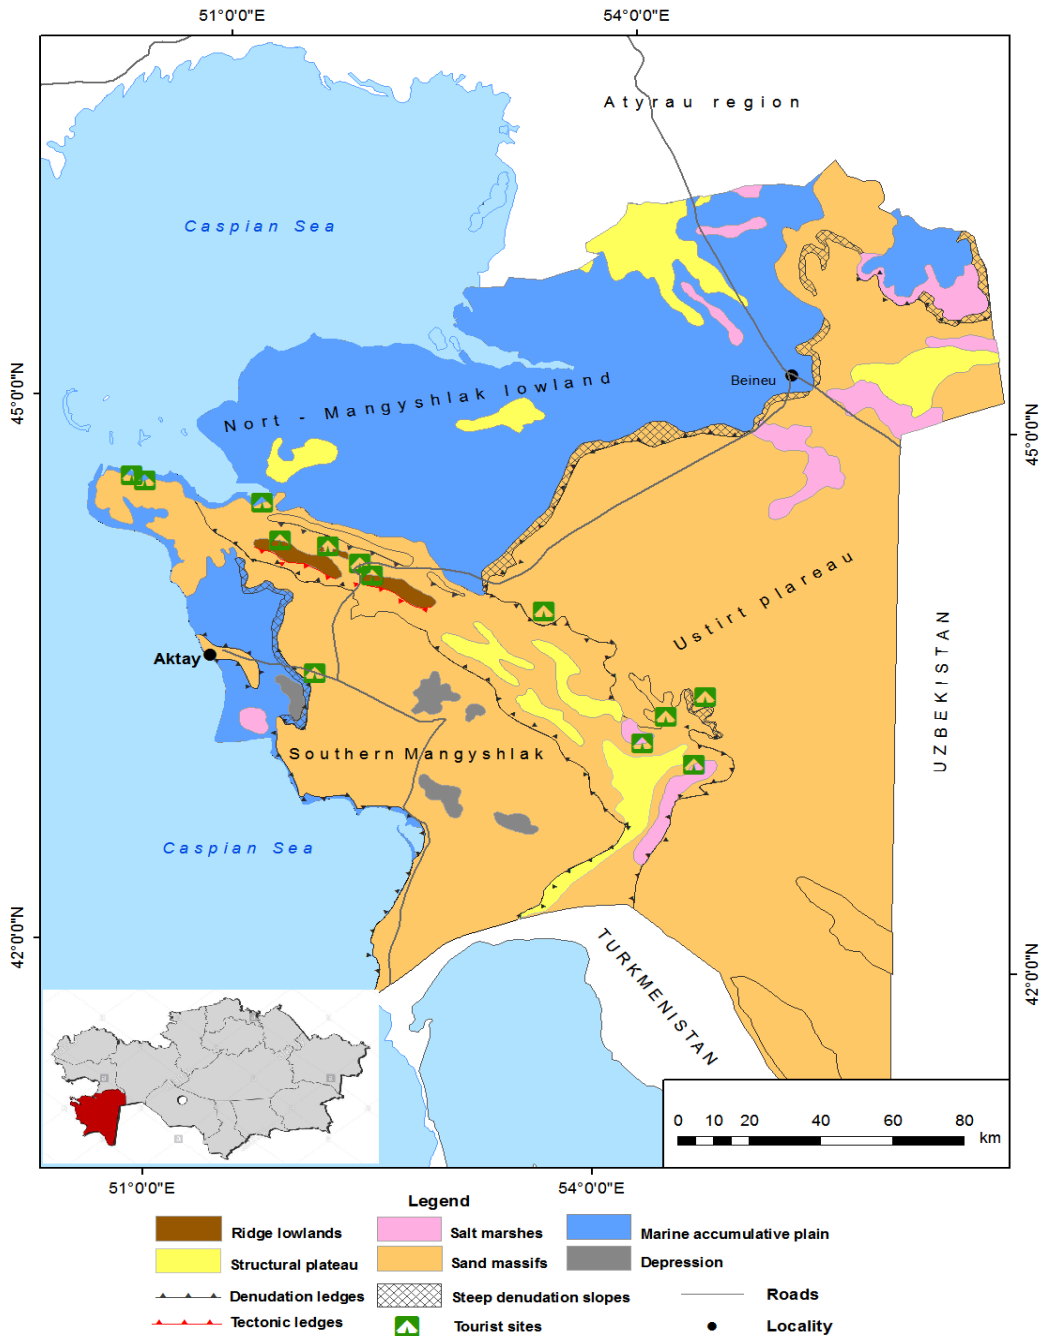 51°0'0"E
54°0'0"E
Atyrau region
Caspian Sea
45°0'0"N
Beineu
Nort - Mangyshlak lowland
45°0'0"N
Ustirt plareau
Aktay
UZBEKISTAN
Southern Mangyshlak
Caspian Sea
42°0'0"N
TURKMENISTAN
42°0'0"N
0 10 20 40 60 80
km
51°0'0"E
54°0'0"E
Legend
Ridge lowlands
Salt marshes
Marine accumulative plain
Structural plateau
Sand massifs
Depression
Denudation ledges
Steep denudation slopes
Roads
Tectonic ledges
Tourist sites
Locality